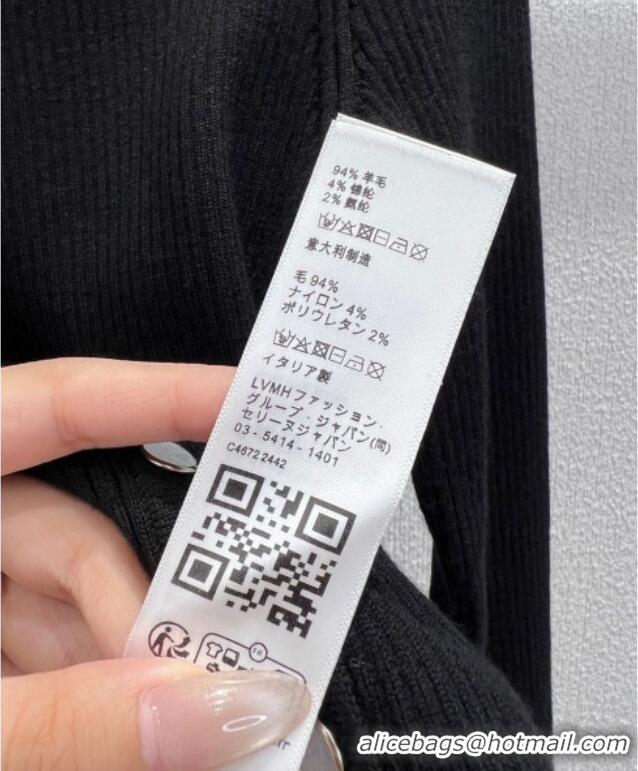 94% 羊毛
4% 锦纶
2% 氨纶
意大利制造
毛 94%
ナイロン 4%
ポリウレタン 2%
イタリア製
LVMHファッション・
グループ・ジャパン(同)
セリーヌジャパン
03 - 5414 - 1401
C46722442
FR
alicebags@hotmail.com